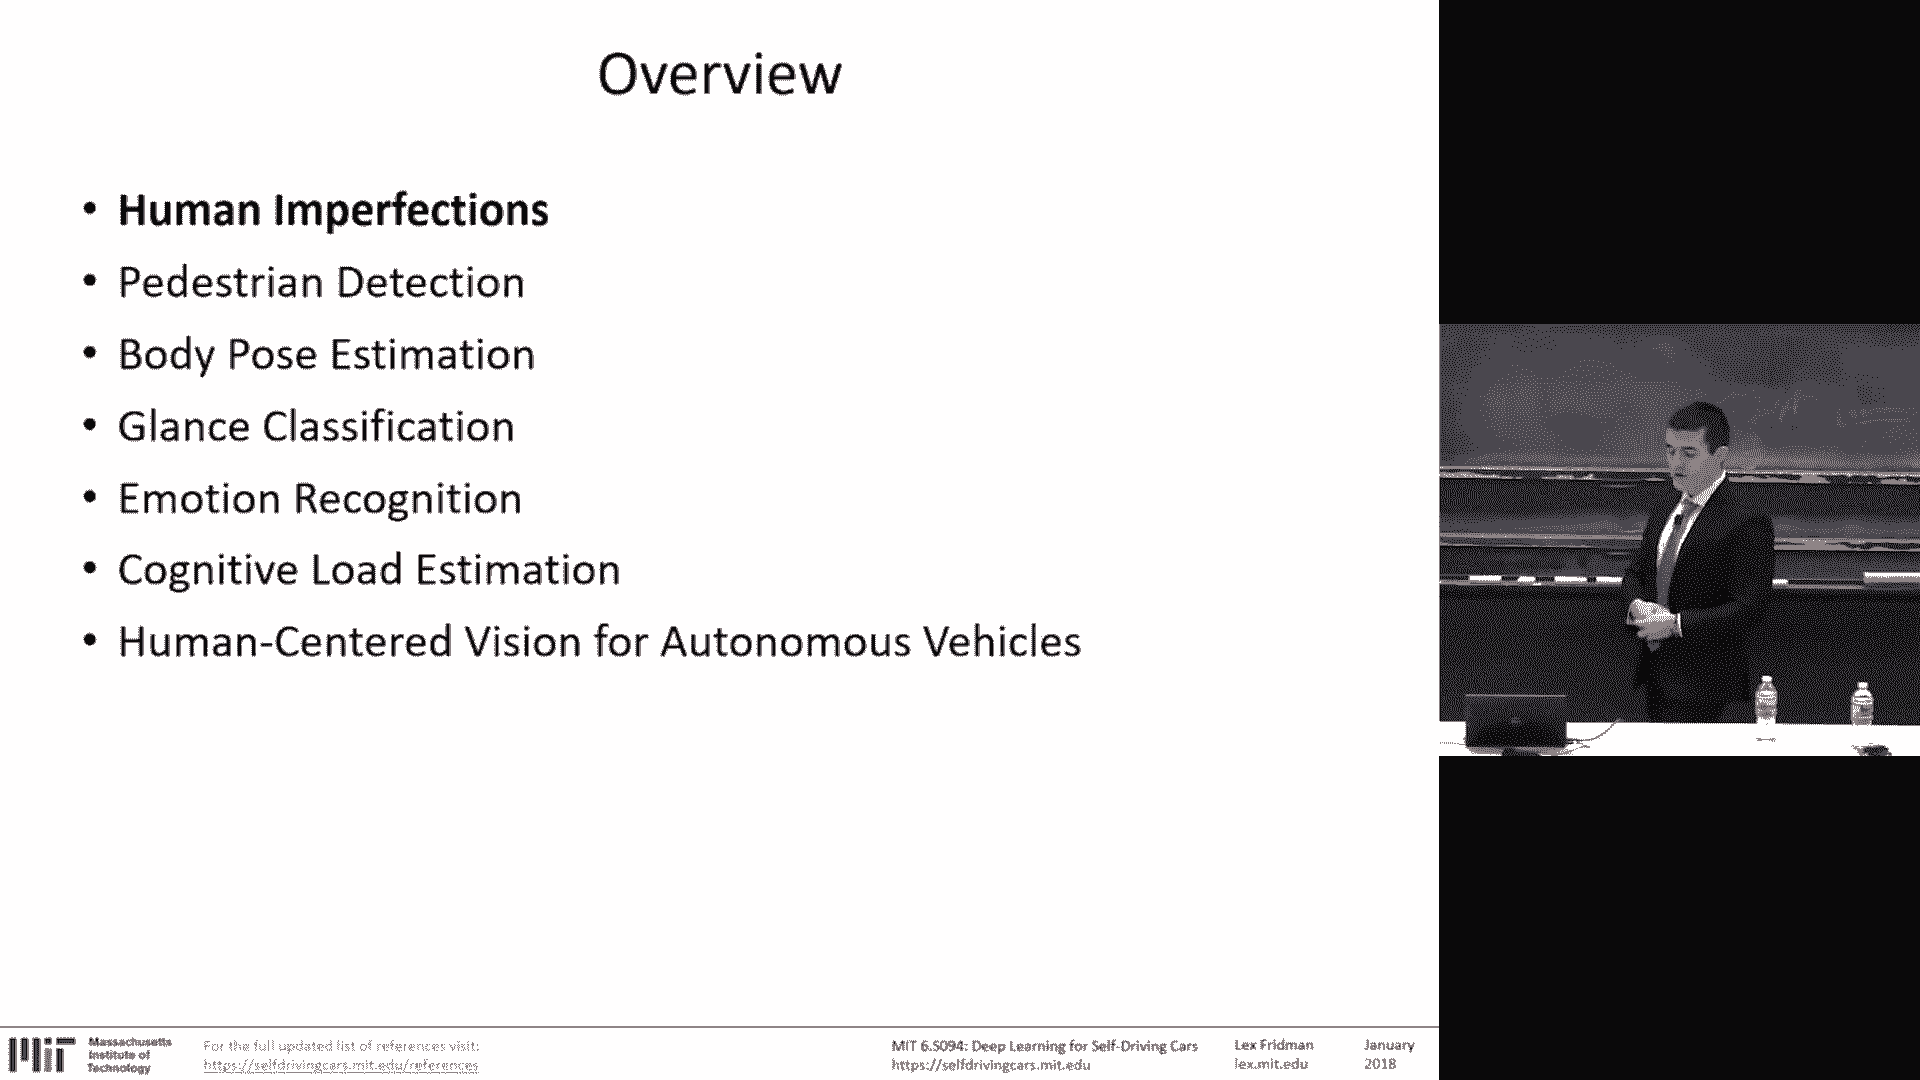 Overview
• Human Imperfections
• Pedestrian Detection
• Body Pose Estimation
• Glance Classification
• Emotion Recognition
• Cognitive Load Estimation
• Human-Centered Vision for Autonomous Vehicles
MIT
Massachusetts
Institute of
Technology
For the full updated list of references visit:
https://selfdrivingcars.mit.edu/references
MIT 6.S094: Deep Learning for Self-Driving Cars
https://selfdrivingcars.mit.edu
Lex Fridman
lex.mit.edu
January
2018